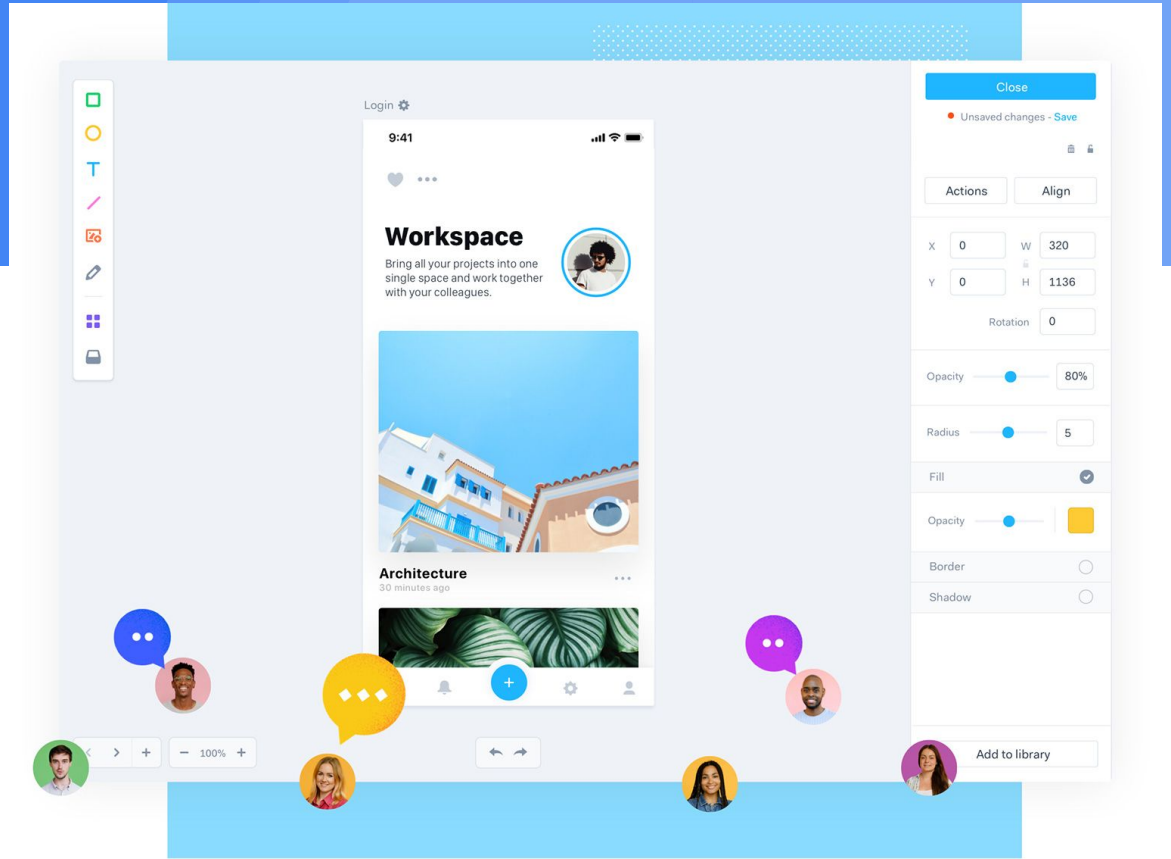 Login
9:41
Workspace
Bring all your projects into one
single space and work together
with your colleagues.
Architecture
30 minutes ago
100%
Close
Unsaved changes - Save
Actions
Align
X 0 W 320
Y 0 H 1136
Rotation 0
Opacity 80%
Radius 5
Fill
Opacity
Border
Shadow
Add to library